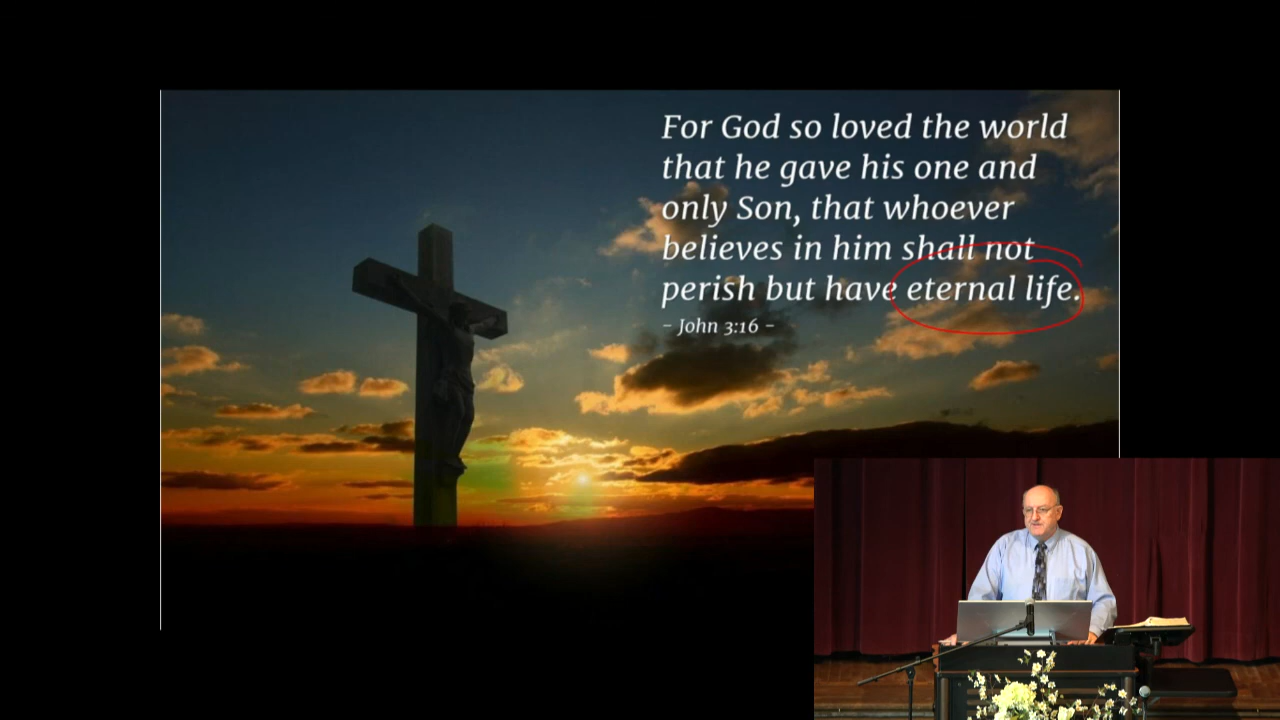 For God so loved the world
that he gave his one and
only Son, that whoever
believes in him shall not
perish but have eternal life.
– John 3:16 –